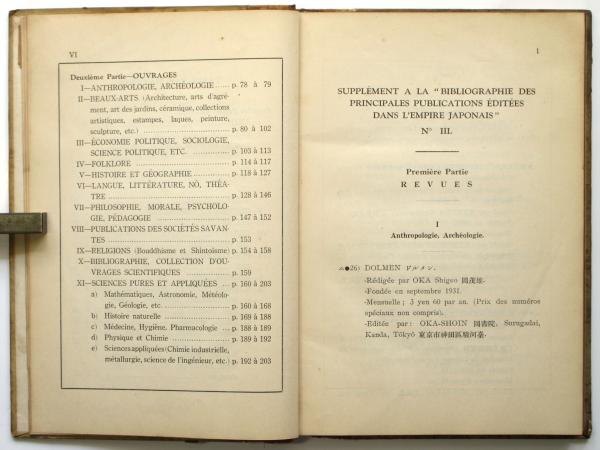 VI
Deuxième Partie—OUVRAGES
I—ANTHROPOLOGIE, ARCHÉOLOGIE ..... p. 78 à 79
II—BEAUX-ARTS (Architecture, arts d'agré-
ment, art des jardins, céramique, collections
artistiques, estampes, laques, peinture,
sculpture, etc.) ........................ p. 80 à 102
III—ÉCONOMIE POLITIQUE, SOCIOLOGIE,
SCIENCE POLITIQUE, ETC. ............ p. 103 à 113
IV—FOLKLORE ............................ p. 114 à 117
V—HISTOIRE ET GÉOGRAPHIE ............ p. 118 à 127
VI—LANGUE, LITTÉRATURE, NÔ, THÉA-
TRE .................................... p. 128 à 146
VII—PHILOSOPHIE, MORALE, PSYCHOLO-
GIE, PÉDAGOGIE ...................... p. 147 à 152
VIII—PUBLICATIONS DES SOCIÉTÉS SAVAN-
TES .................................... p. 153
IX—RELIGIONS (Bouddhisme et Shintoïsme) p. 154 à 158
X—BIBLIOGRAPHIE, COLLECTION D'OU-
VRAGES SCIENTIFIQUES .............. p. 159
XI—SCIENCES PURES ET APPLIQUÉES ... p. 160 à 203
a) Mathématiques, Astronomie, Météolo-
gie, Géologie, etc. ........................ p. 160 à 168
b) Histoire naturelle ........................ p. 169 à 188
c) Médecine, Hygiène. Pharmacologie ... p. 188 à 189
d) Physique et Chimie ...................... p. 189 à 192
e) Sciences appliquées (Chimie industrielle,
métallurgie, science de l'ingénieur, etc.) p. 192 à 203
1
SUPPLÉMENT A LA "BIBLIOGRAPHIE DES
PRINCIPALES PUBLICATIONS ÉDITÉES
DANS L'EMPIRE JAPONAIS"
N° III.
Première Partie
REVUES
I
Anthropologie, Archéologie.
●26) DOLMEN ドルメン.
-Rédigée par OKA Shigeo 岡茂雄.
-Fondée en septembre 1931.
-Mensuelle; 3 yen 60 par an. (Prix des numéros
spéciaux non compris).
-Editée par: OKA-SHOIN 岡書院, Surugadai,
Kanda, Tôkyô 東京市神田區駿河臺.